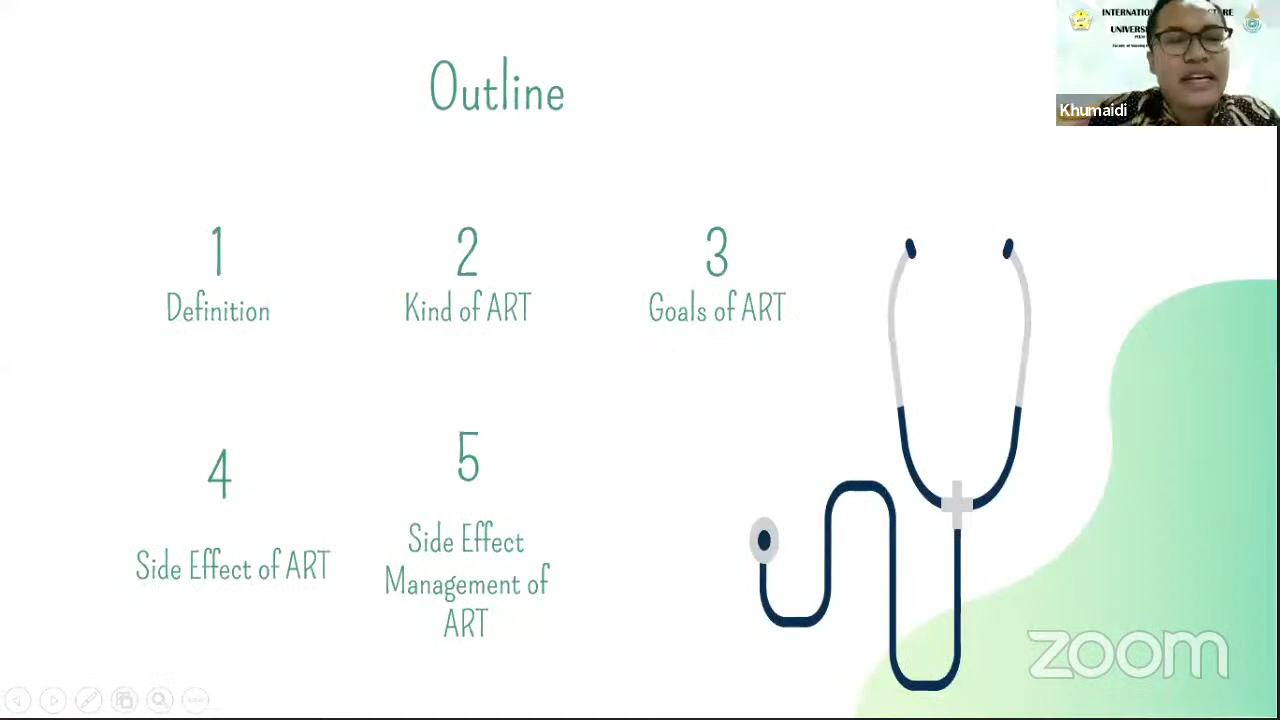 Outline
1
Definition
2
Kind of ART
3
Goals of ART
4
Side Effect of ART
5
Side Effect
Management of
ART
Khumaidi
zoom